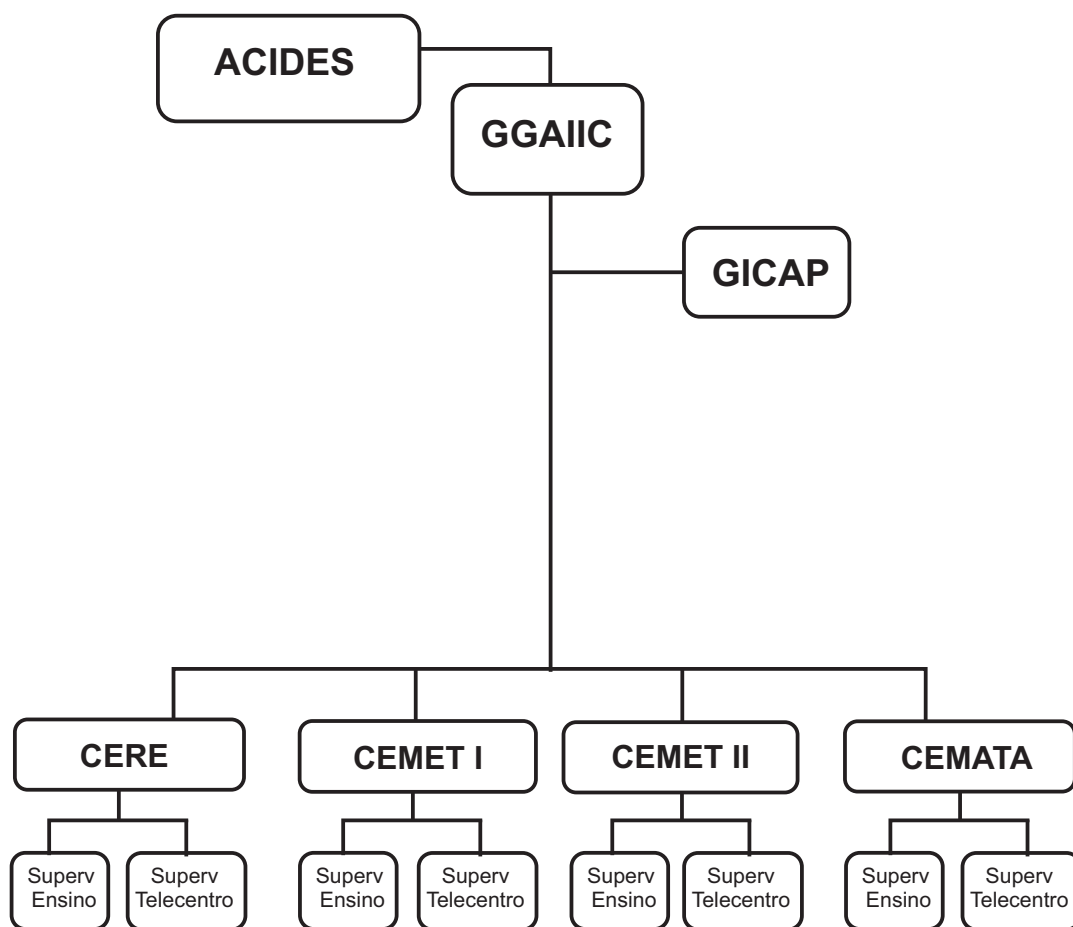 ACIDES
GGAIIC
GICAP
CERE
CEMET I
CEMET II
CEMATA
Superv
Ensino
Superv
Telecentro
Superv
Ensino
Superv
Telecentro
Superv
Ensino
Superv
Telecentro
Superv
Ensino
Superv
Telecentro